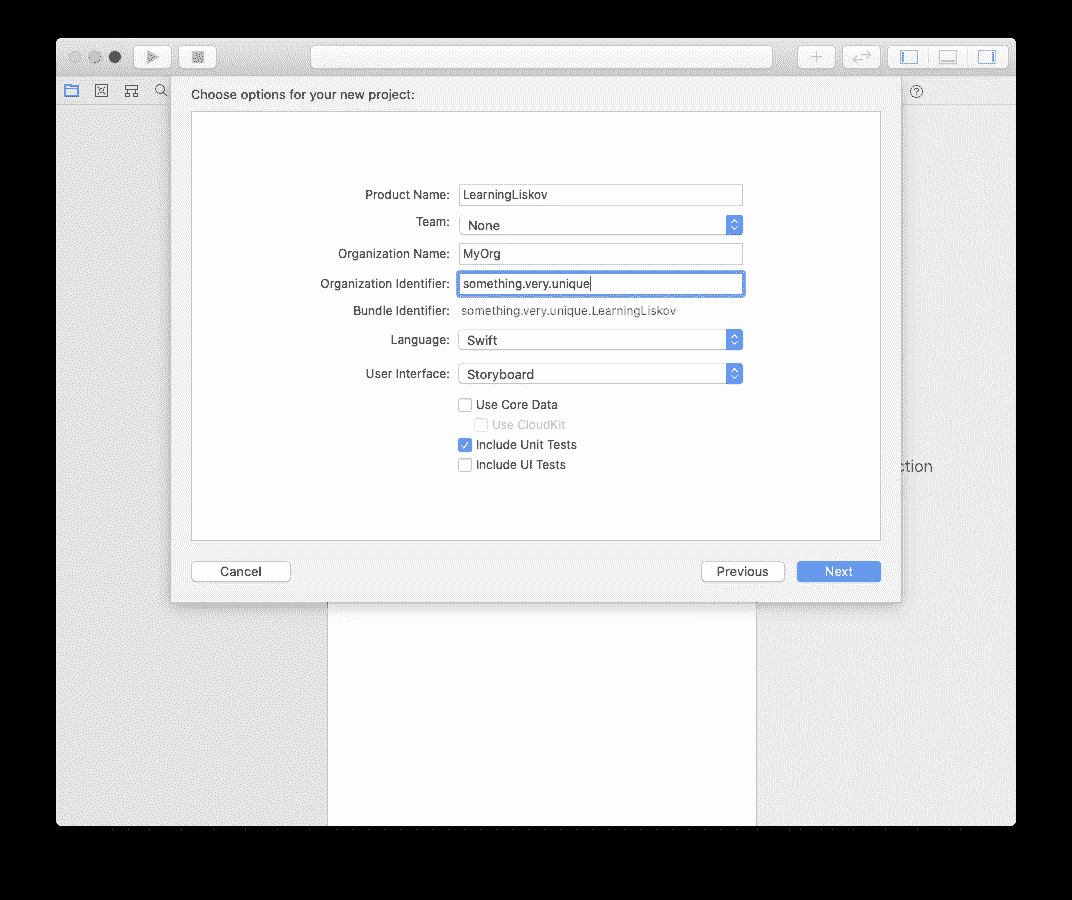 Choose options for your new project:
Product Name: LearningLiskov
Team: None
Organization Name: MyOrg
Organization Identifier: something.very.unique
Bundle Identifier: something.very.unique.LearningLiskov
Language: Swift
User Interface: Storyboard
Use Core Data
Use CloudKit
Include Unit Tests
Include UI Tests
ction
Cancel Previous Next